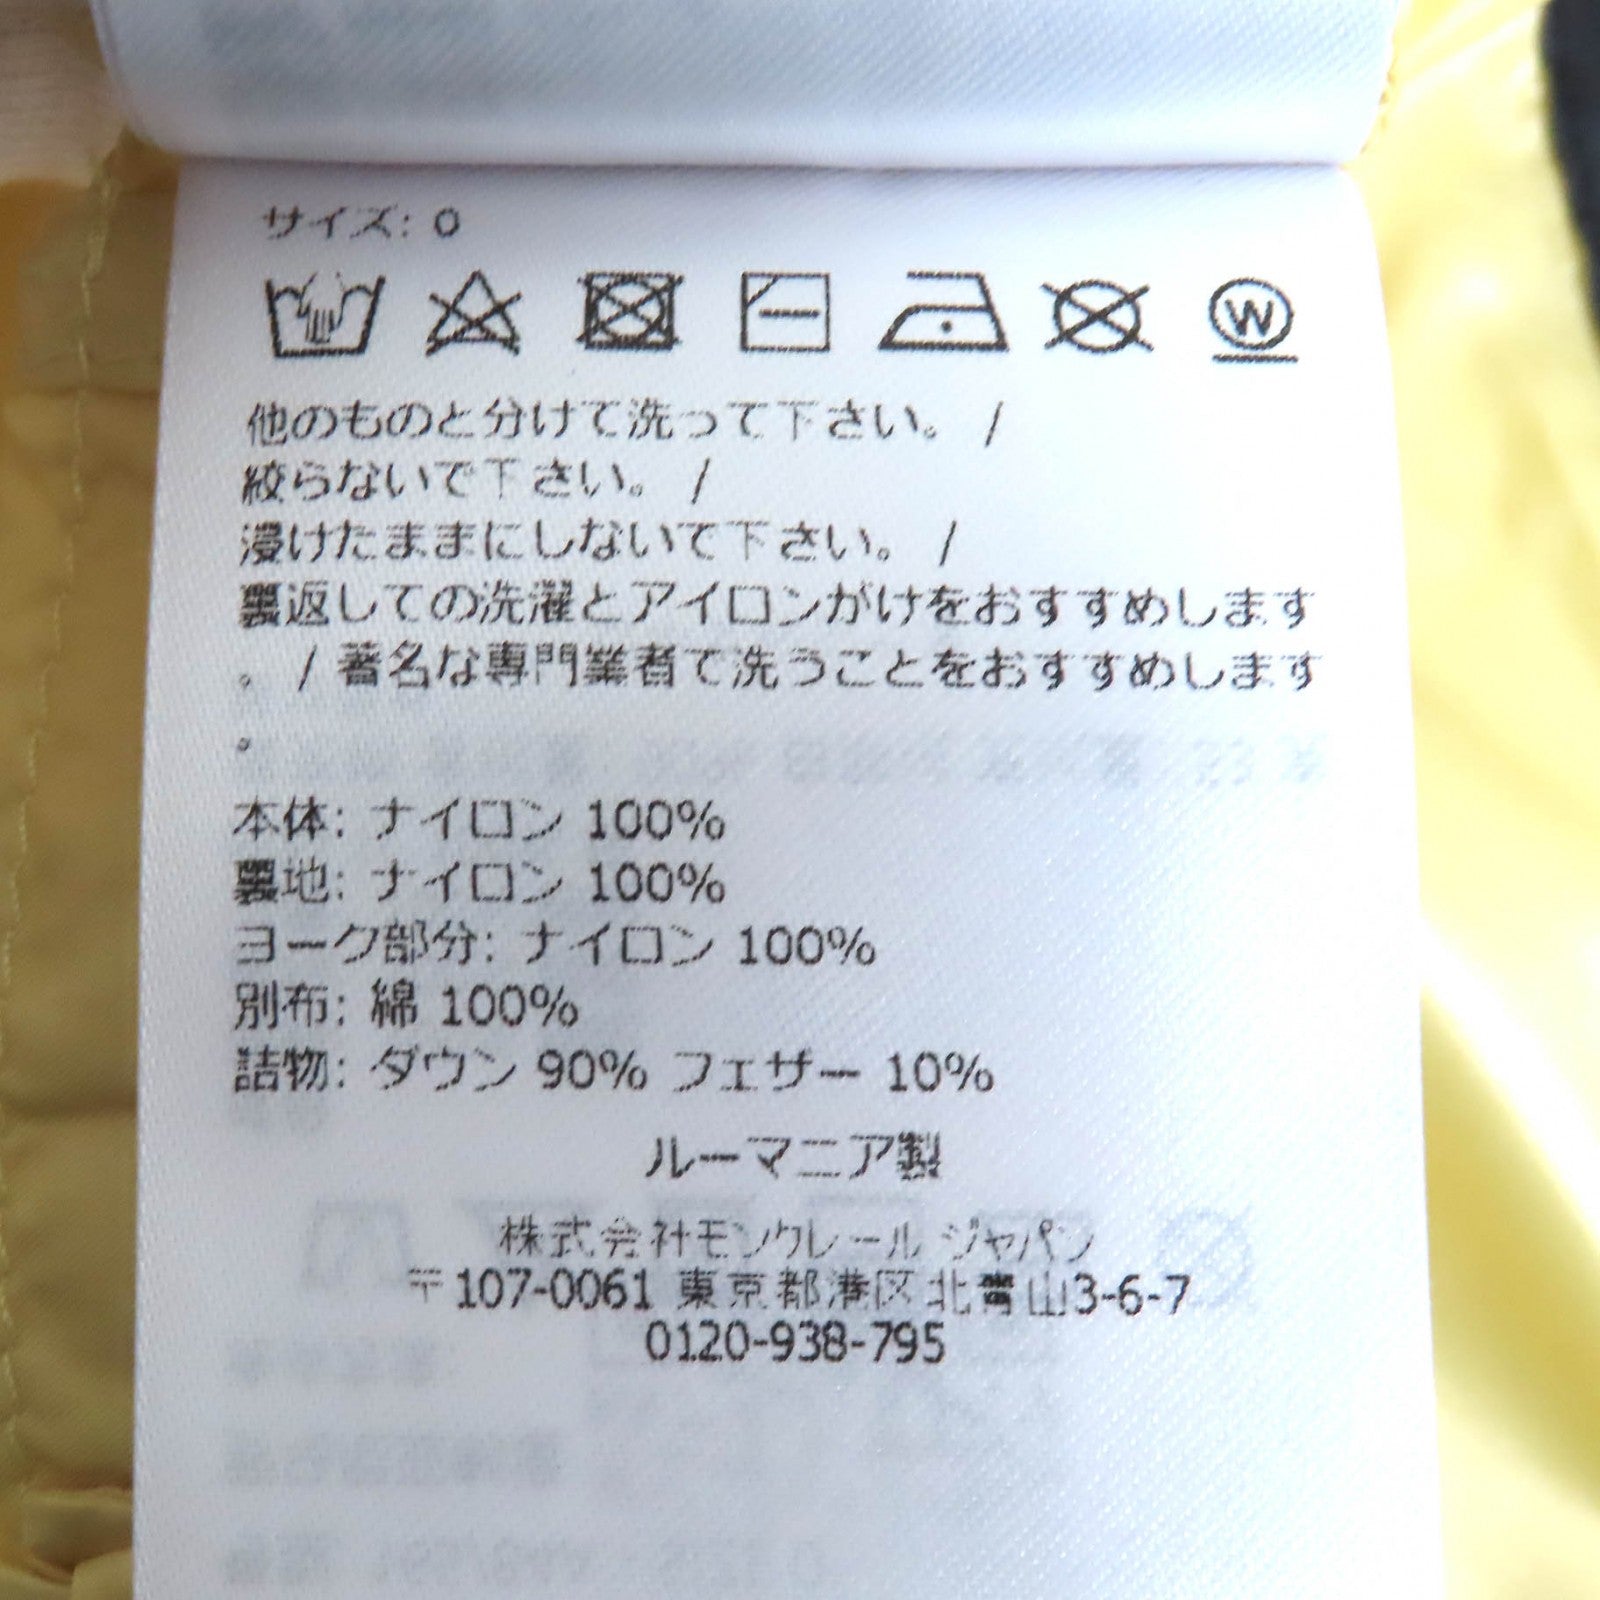 サイズ: 0
W
他のものと分けて洗って下さい。 /
絞らないで下さい。 /
浸けたままにしないで下さい。 /
裏返しての洗濯とアイロンがけをおすすめします
。 / 著名な専門業者で洗うことをおすすめします
。
本体: ナイロン 100%
裏地: ナイロン 100%
ヨーク部分: ナイロン 100%
別布: 綿 100%
詰物: ダウン 90% フェザー 10%
ルーマニア製
株式会社モンクレール ジャパン
〒107-0061 東京都港区北青山3-6-7
0120-938-795